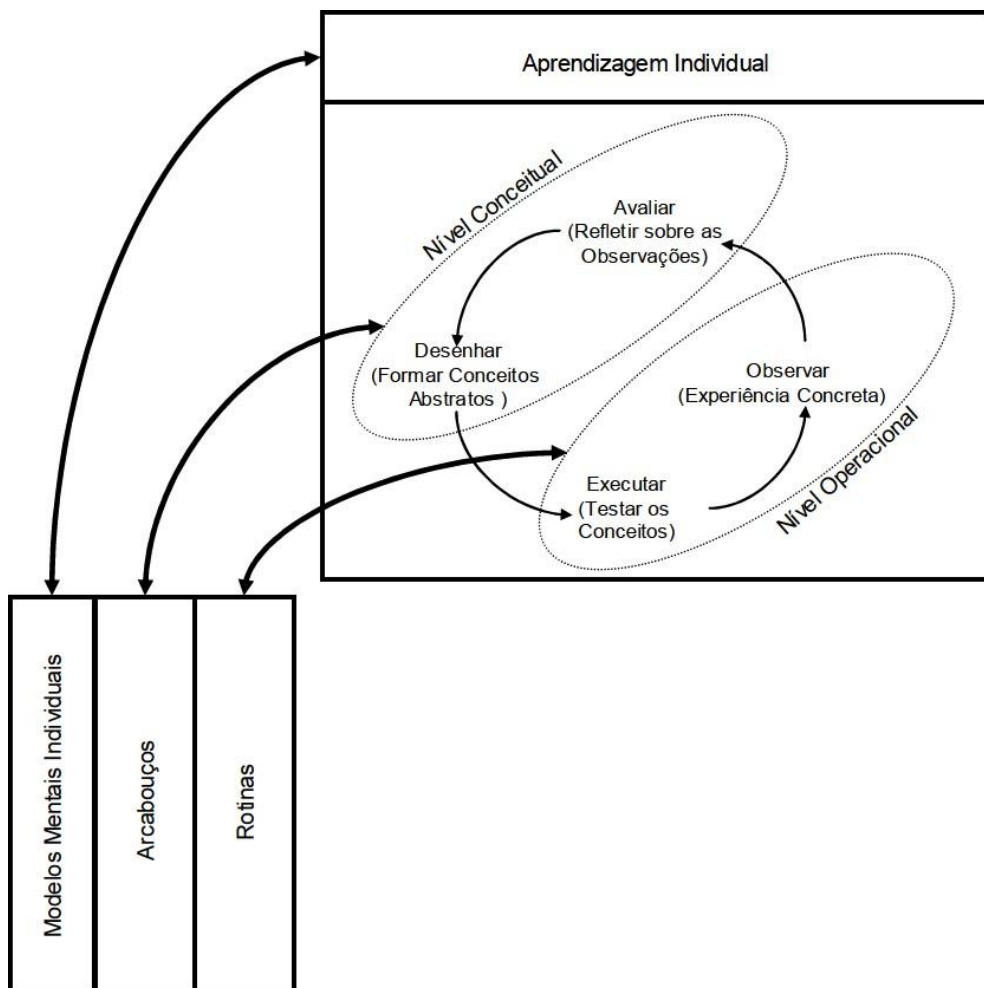 Aprendizagem Individual
Nível Conceitual
Avaliar
(Refletir sobre as
Observações)
Desenhar
(Formar Conceitos
Abstratos )
Observar
(Experiência Concreta)
Executar
(Testar os
Conceitos)
Nível Operacional
Modelos Mentais Individuais
Arcabouços
Rotinas